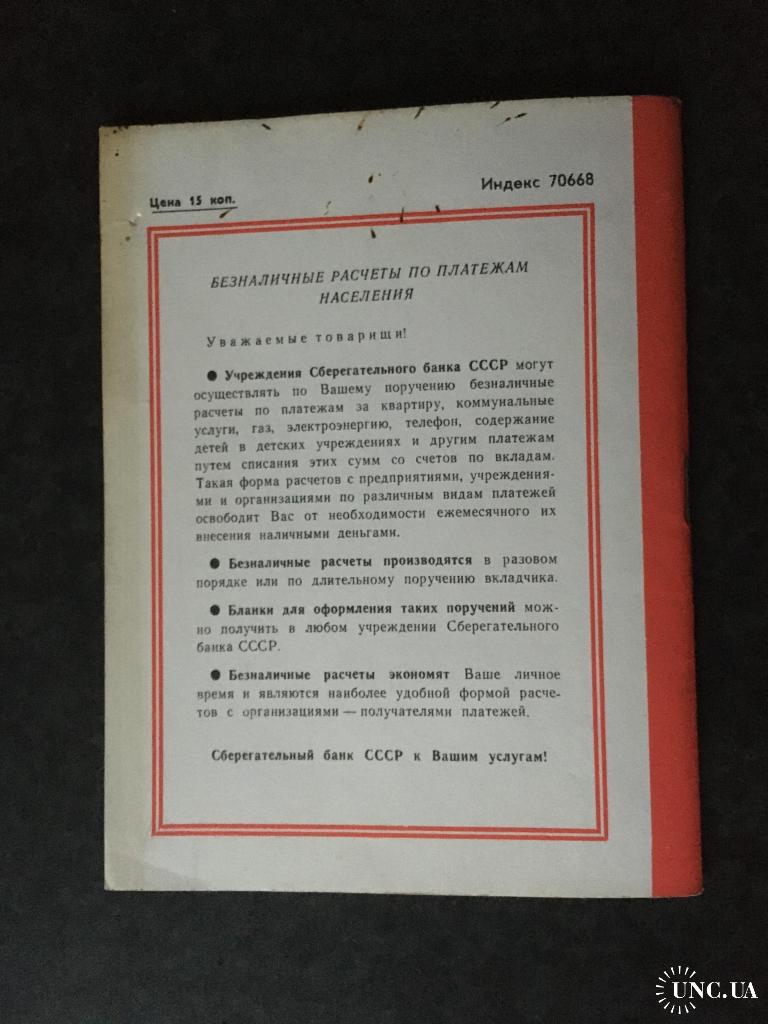 Цена 15 коп.
Индекс 70668
БЕЗНАЛИЧНЫЕ РАСЧЕТЫ ПО ПЛАТЕЖАМ
НАСЕЛЕНИЯ
Уважаемые товарищи!
● Учреждения Сберегательного банка СССР могут
осуществлять по Вашему поручению безналичные
расчеты по платежам за квартиру, коммунальные
услуги, газ, электроэнергию, телефон, содержание
детей в детских учреждениях и другим платежам
путем списания этих сумм со счетов по вкладам.
Такая форма расчетов с предприятиями, учреждения-
ми и организациями по различным видам платежей
освободит Вас от необходимости ежемесячного их
внесения наличными деньгами.
● Безналичные расчеты производятся в разовом
порядке или по длительному поручению вкладчика.
● Бланки для оформления таких поручений мож-
но получить в любом учреждении Сберегательного
банка СССР.
● Безналичные расчеты экономят Ваше личное
время и являются наиболее удобной формой расче-
тов с организациями — получателями платежей.
Сберегательный банк СССР к Вашим услугам!
UNC.UA